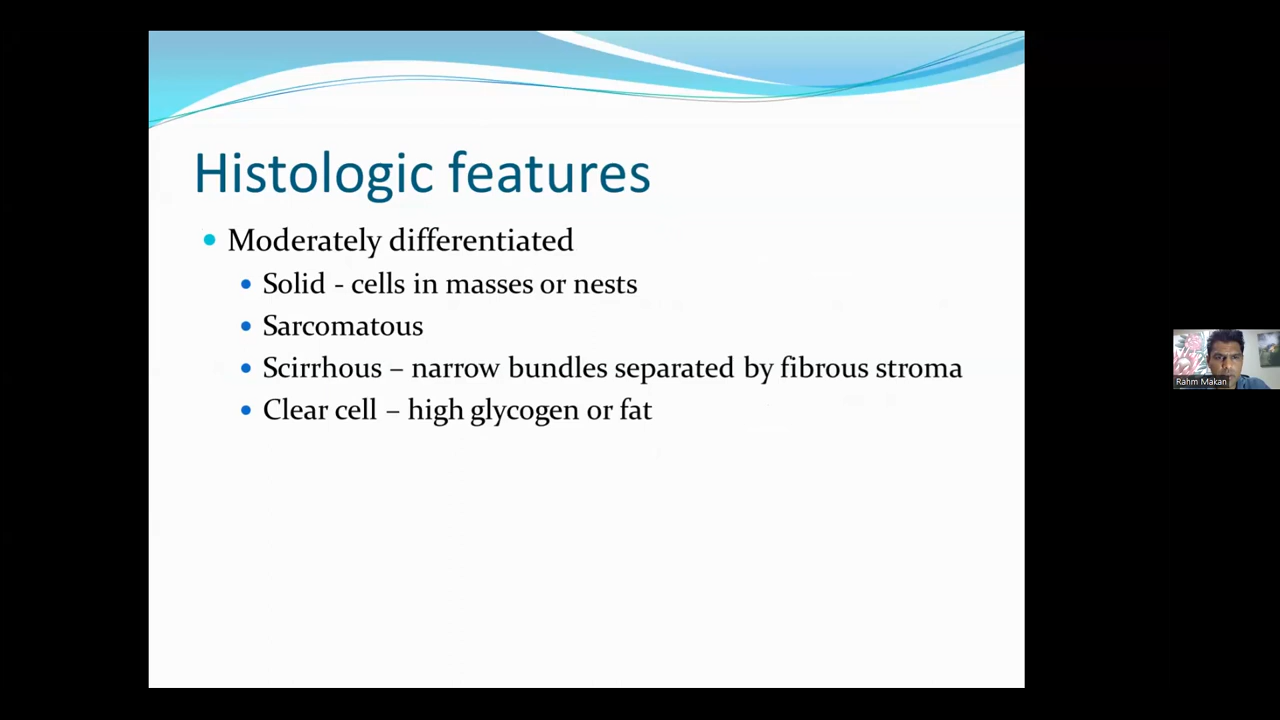 Histologic features
Moderately differentiated
Solid - cells in masses or nests
Sarcomatous
Scirrhous – narrow bundles separated by fibrous stroma
Clear cell – high glycogen or fat
Rahm Makan